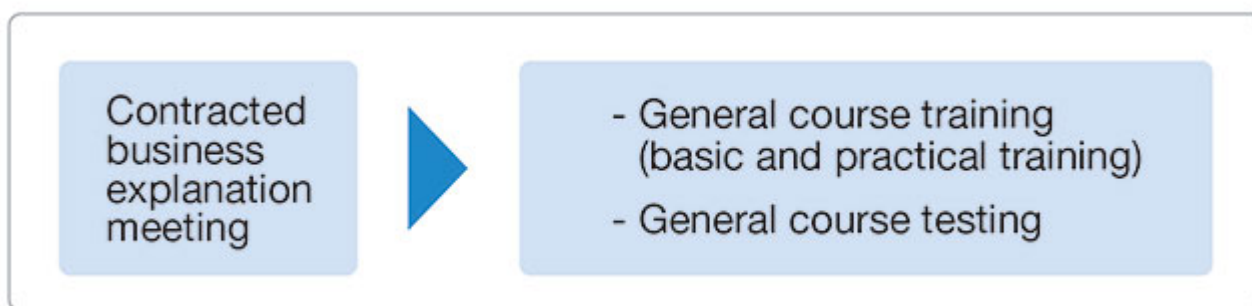 Contracted
business
explanation
meeting
- General course training
(basic and practical training)
- General course testing